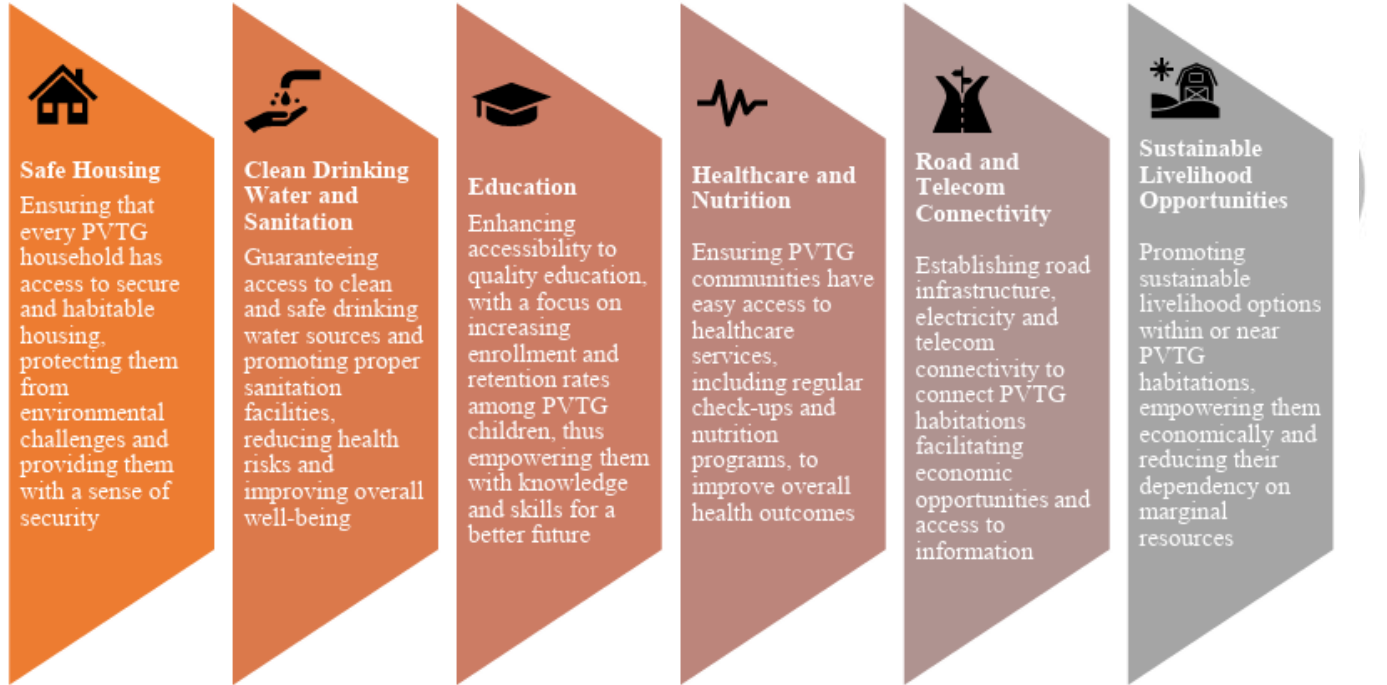 Safe Housing
Ensuring that
every PVTG
household has
access to secure
and habitable
housing,
protecting them
from
environmental
challenges and
providing them
with a sense of
security
Clean Drinking
Water and
Sanitation
Guaranteeing
access to clean
and safe drinking
water sources and
promoting proper
sanitation
facilities,
reducing health
risks and
improving overall
well-being
Education
Enhancing
accessibility to
quality education,
with a focus on
increasing
enrollment and
retention rates
among PVTG
children, thus
empowering them
with knowledge
and skills for a
better future
Healthcare and
Nutrition
Ensuring PVTG
communities have
easy access to
healthcare
services,
including regular
check-ups and
nutrition
programs, to
improve overall
health outcomes
Road and
Telecom
Connectivity
Establishing road
infrastructure,
electricity and
telecom
connectivity to
connect PVTG
habitations
facilitating
economic
opportunities and
access to
information
Sustainable
Livelihood
Opportunities
Promoting
sustainable
livelihood options
within or near
PVTG
habitations,
empowering them
economically and
reducing their
dependency on
marginal
resources